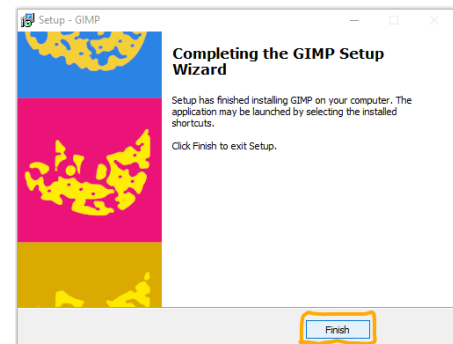 Setup - GIMP
Completing the GIMP Setup
Wizard
Setup has finished installing GIMP on your computer. The
application may be launched by selecting the installed
shortcuts.
Click Finish to exit Setup.
Finish